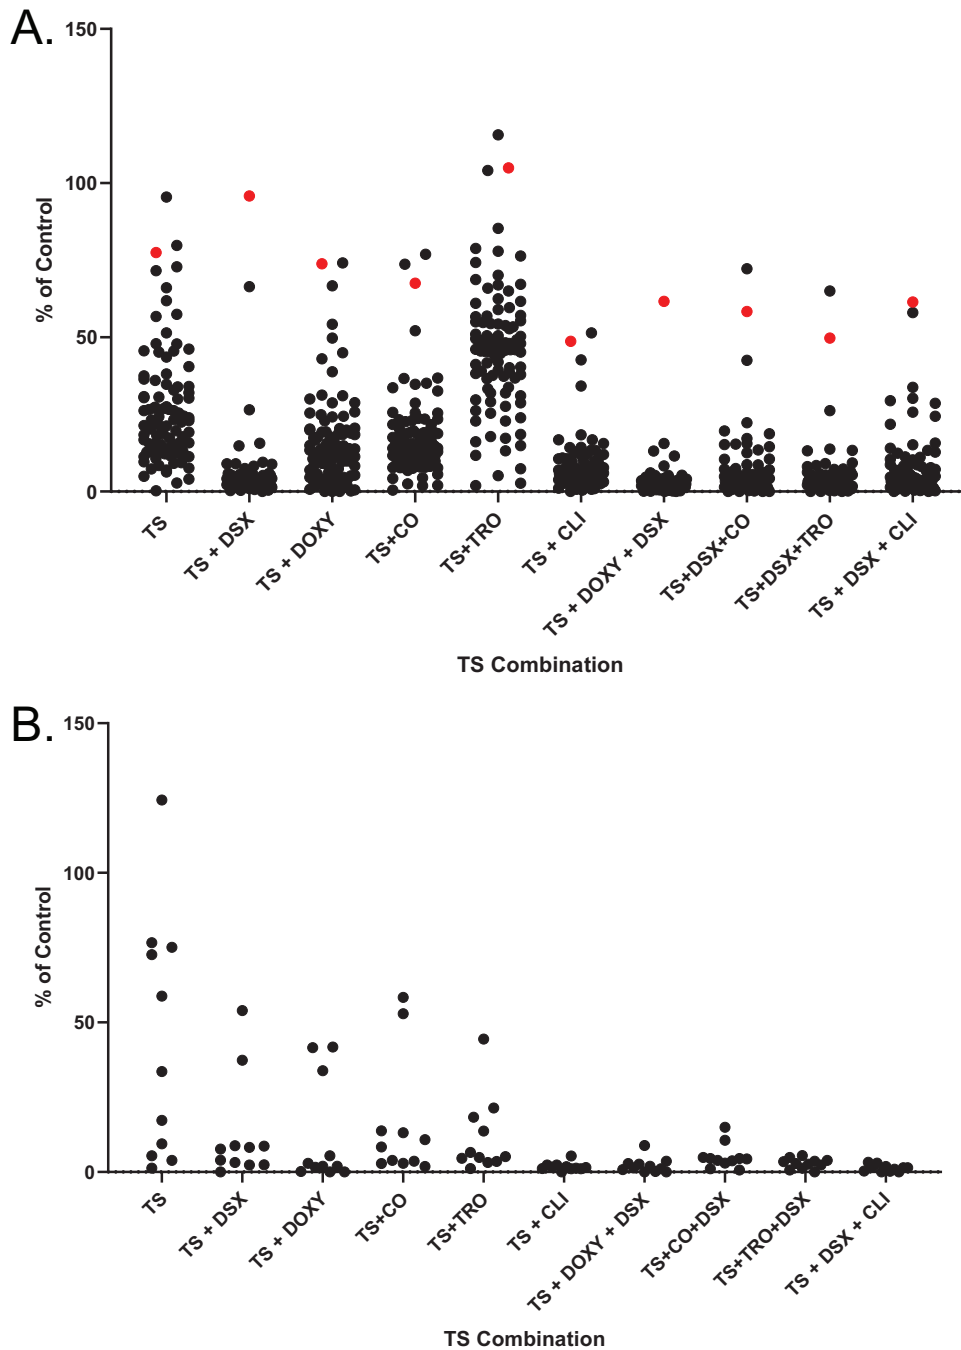 A.
150
100
50
0
% of Control
TS
TS + DSX
TS + DOXY
TS+CO
TS+TRO
TS + CLI
TS + DOXY + DSX
TS+DSX+CO
TS+DSX+TRO
TS + DSX + CLI
TS Combination
B.
150
100
50
0
% of Control
TS
TS + DSX
TS + DOXY
TS+CO
TS+TRO
TS + CLI
TS + DOXY + DSX
TS+CO+DSX
TS+TRO+DSX
TS + DSX + CLI
TS Combination